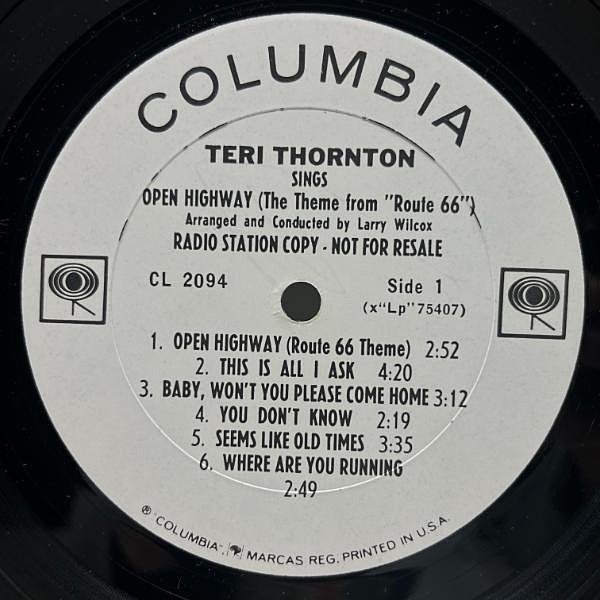 COLUMBIA
TERI THORNTON
SINGS
OPEN HIGHWAY (The Theme from "Route 66")
Arranged and Conducted by Larry Wilcox
RADIO STATION COPY - NOT FOR RESALE
CL 2094
Side 1
(x"Lp"75407)
1. OPEN HIGHWAY (Route 66 Theme) 2:52
2. THIS IS ALL I ASK 4:20
3. BABY, WON'T YOU PLEASE COME HOME 3:12
4. YOU DON'T KNOW 2:19
5. SEEMS LIKE OLD TIMES 3:35
6. WHERE ARE YOU RUNNING
2:49
® "COLUMBIA", MARCAS REG. PRINTED IN U.S.A.